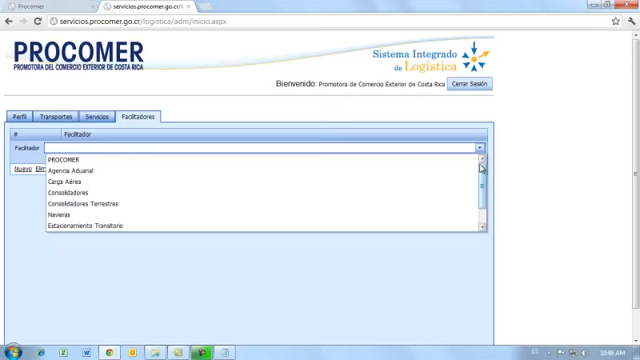 Procomer
servicios.procomer.go.cr/
servicios.procomer.go.cr/logistica/adm/inicio.aspx
PROCOMER
PROMOTORA DEL COMERCIO EXTERIOR DE COSTA RICA
Sistema Integrado
de Logística
Bienvenido: Promotora de Comercio Exterior de Costa Rica
Cerrar Sesión
Perfil
Transportes
Servicios
Facilitadores
#
Facilitador
Facilitador
PROCOMER
Nuevo
Agencia Aduanal
Carga Aérea
Consolidadores
Consolidadores Terrestres
Navieras
Estacionamiento Transitorio
ES
10:46 AM